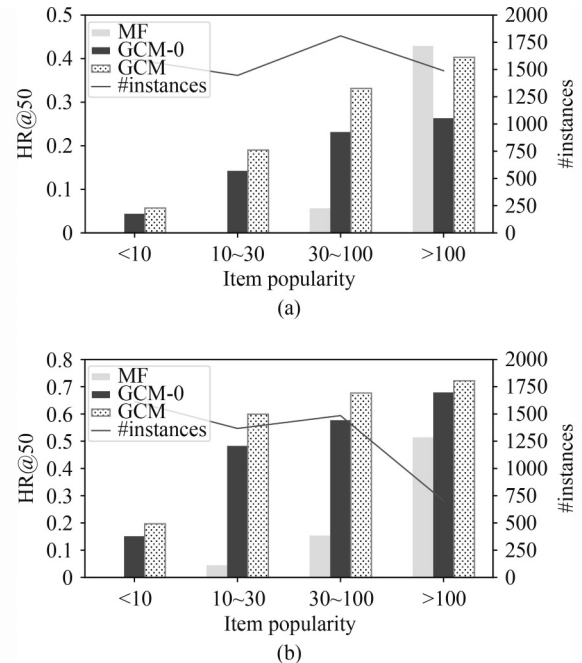 0.5
0.4
0.3
0.2
0.1
0
HR@50
MF
GCM-0
GCM
#instances
2000
1750
1500
1250
1000
750
500
250
0
#instances
<10
10~30
30~100
>100
Item popularity
(a)
0.8
0.7
0.6
0.5
0.4
0.3
0.2
0.1
0
HR@50
MF
GCM-0
GCM
#instances
2000
1750
1500
1250
1000
750
500
250
0
#instances
<10
10~30
30~100
>100
Item popularity
(b)